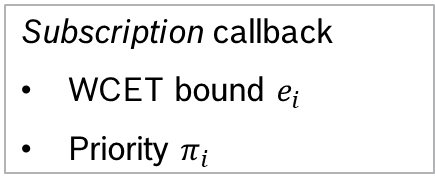 Subscription callback
• WCET bound eᵢ
• Priority πᵢ